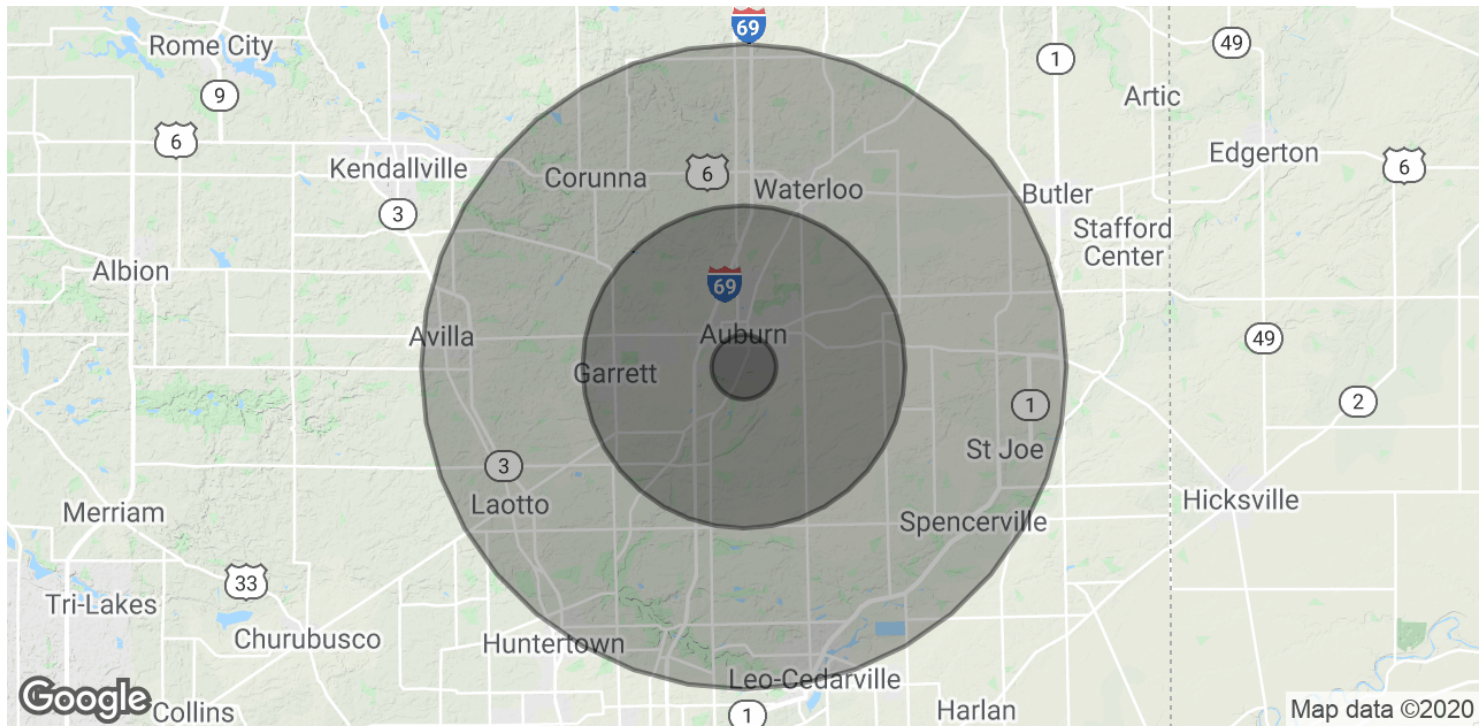 69
Rome City
49
1
9
Artic
6
Edgerton
Kendallville
6
6
Corunna
Waterloo
Butler
3
Stafford
Center
Albion
69
Auburn
Avilla
49
Garrett
2
1
St Joe
3
Laotto
Hicksville
Merriam
Spencerville
33
Tri-Lakes
Churubusco
Huntertown
Leo-Cedarville
Google
Collins
1
Harlan
Map data ©2020